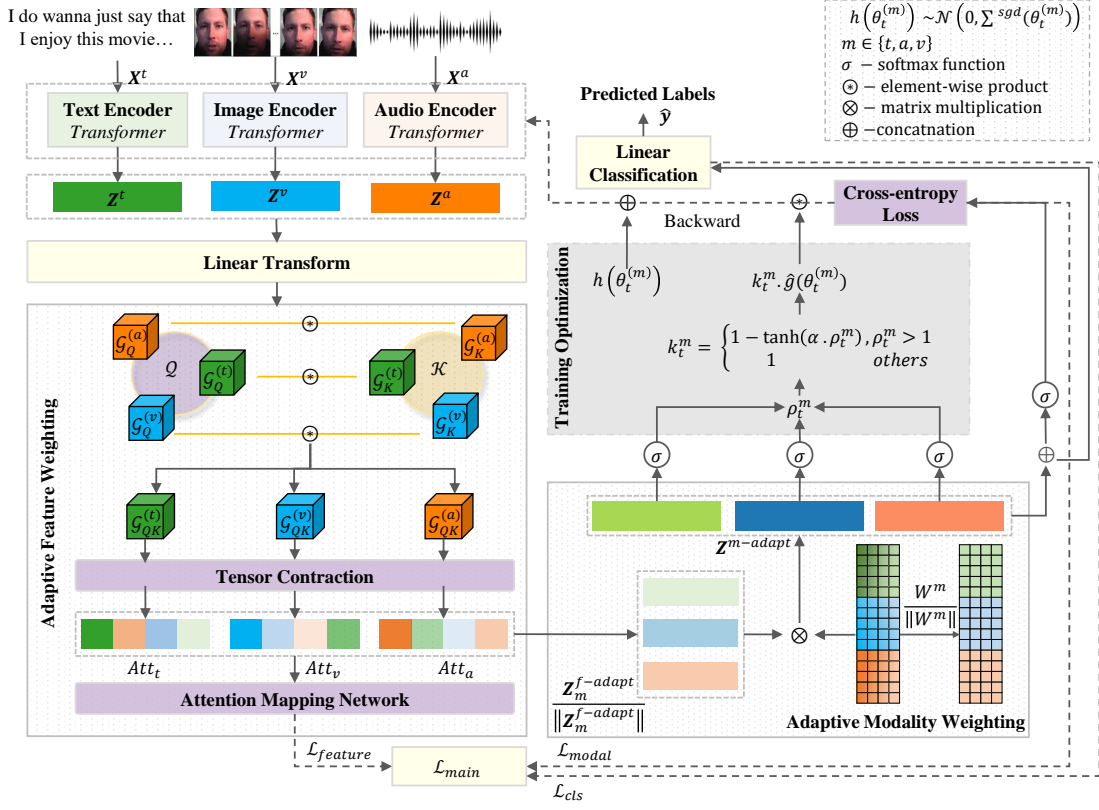 I do wanna just say that
I enjoy this movie…
...
X^t
X^v
X^a
Text Encoder
Transformer
Image Encoder
Transformer
Audio Encoder
Transformer
Z^t
Z^v
Z^a
Linear Transform
Adaptive Feature Weighting
G_Q^(a)
G_Q^(t)
G_Q^(v)
Q
G_K^(a)
G_K^(t)
G_K^(v)
K
G_QK^(t)
G_QK^(v)
G_QK^(a)
Tensor Contraction
Att_t
Att_v
Att_a
Attention Mapping Network
ℒ_feature
ℒ_main
ℒ_modal
ℒ_cls
h(θ_t^(m)) ~𝒩(0, ∑^sgd(θ_t^(m)))
m ∈ {t, a, v}
σ – softmax function
⊛ – element-wise product
⊗ – matrix multiplication
⊕ –concatnation
Predicted Labels
ŷ
Linear
Classification
Backward
Cross-entropy
Loss
Training Optimization
h(θ_t^(m))
k_t^m . ĝ(θ_t^(m))
k_t^m = { 1 − tanh(α . ρ_t^m) , ρ_t^m > 1
1 others
ρ_t^m
σ
σ
σ
σ
Z^m−adapt
W^m
‖W^m‖
Z_m^f−adapt
‖Z_m^f−adapt‖
Adaptive Modality Weighting